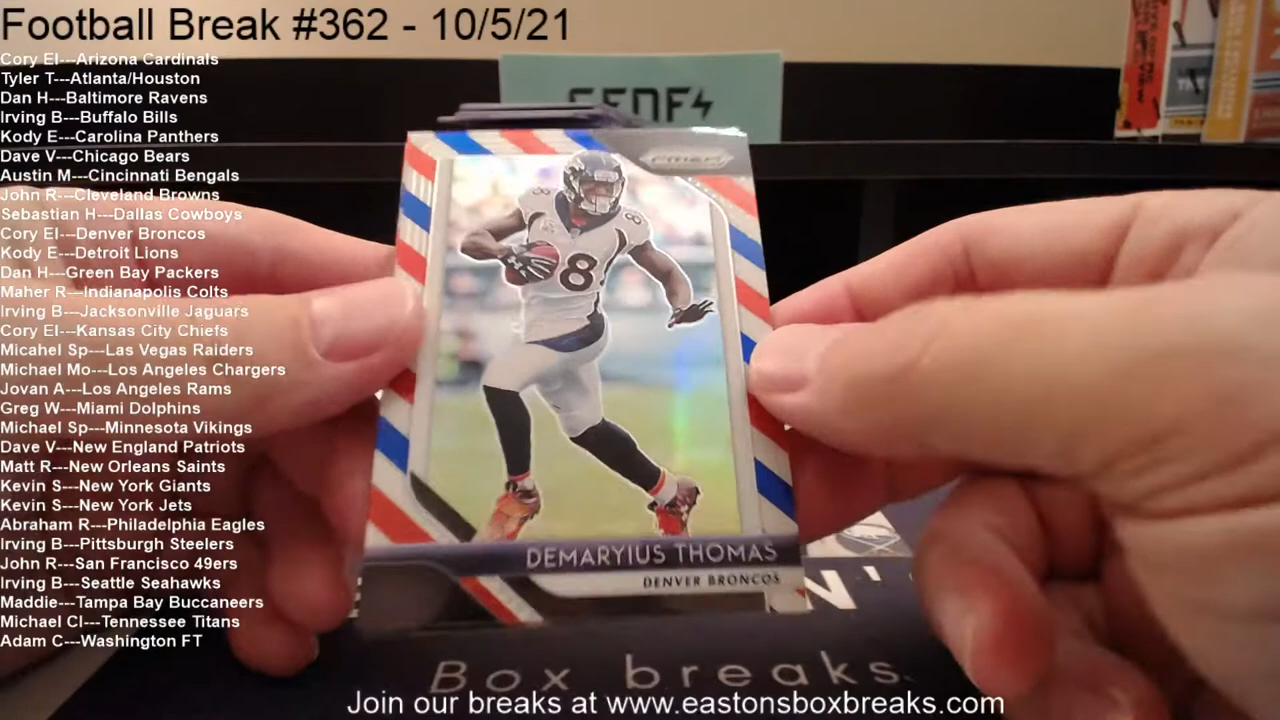 Football Break #362 - 10/5/21
Cory El---Arizona Cardinals
Tyler T---Atlanta/Houston
Dan H---Baltimore Ravens
Irving B---Buffalo Bills
Kody E---Carolina Panthers
Dave V---Chicago Bears
Austin M---Cincinnati Bengals
John R---Cleveland Browns
Sebastian H---Dallas Cowboys
Cory El---Denver Broncos
Kody E---Detroit Lions
Dan H---Green Bay Packers
Maher R---Indianapolis Colts
Irving B---Jacksonville Jaguars
Cory El---Kansas City Chiefs
Micahel Sp---Las Vegas Raiders
Michael Mo---Los Angeles Chargers
Jovan A---Los Angeles Rams
Greg W---Miami Dolphins
Michael Sp---Minnesota Vikings
Dave V---New England Patriots
Matt R---New Orleans Saints
Kevin S---New York Giants
Kevin S---New York Jets
Abraham R---Philadelphia Eagles
Irving B---Pittsburgh Steelers
John R---San Francisco 49ers
Irving B---Seattle Seahawks
Maddie---Tampa Bay Buccaneers
Michael Cl---Tennessee Titans
Adam C---Washington FT
PRIZM
88
DEMARYIUS THOMAS
DENVER BRONCOS
N'
Box breaks
Join our breaks at www.eastonsboxbreaks.com